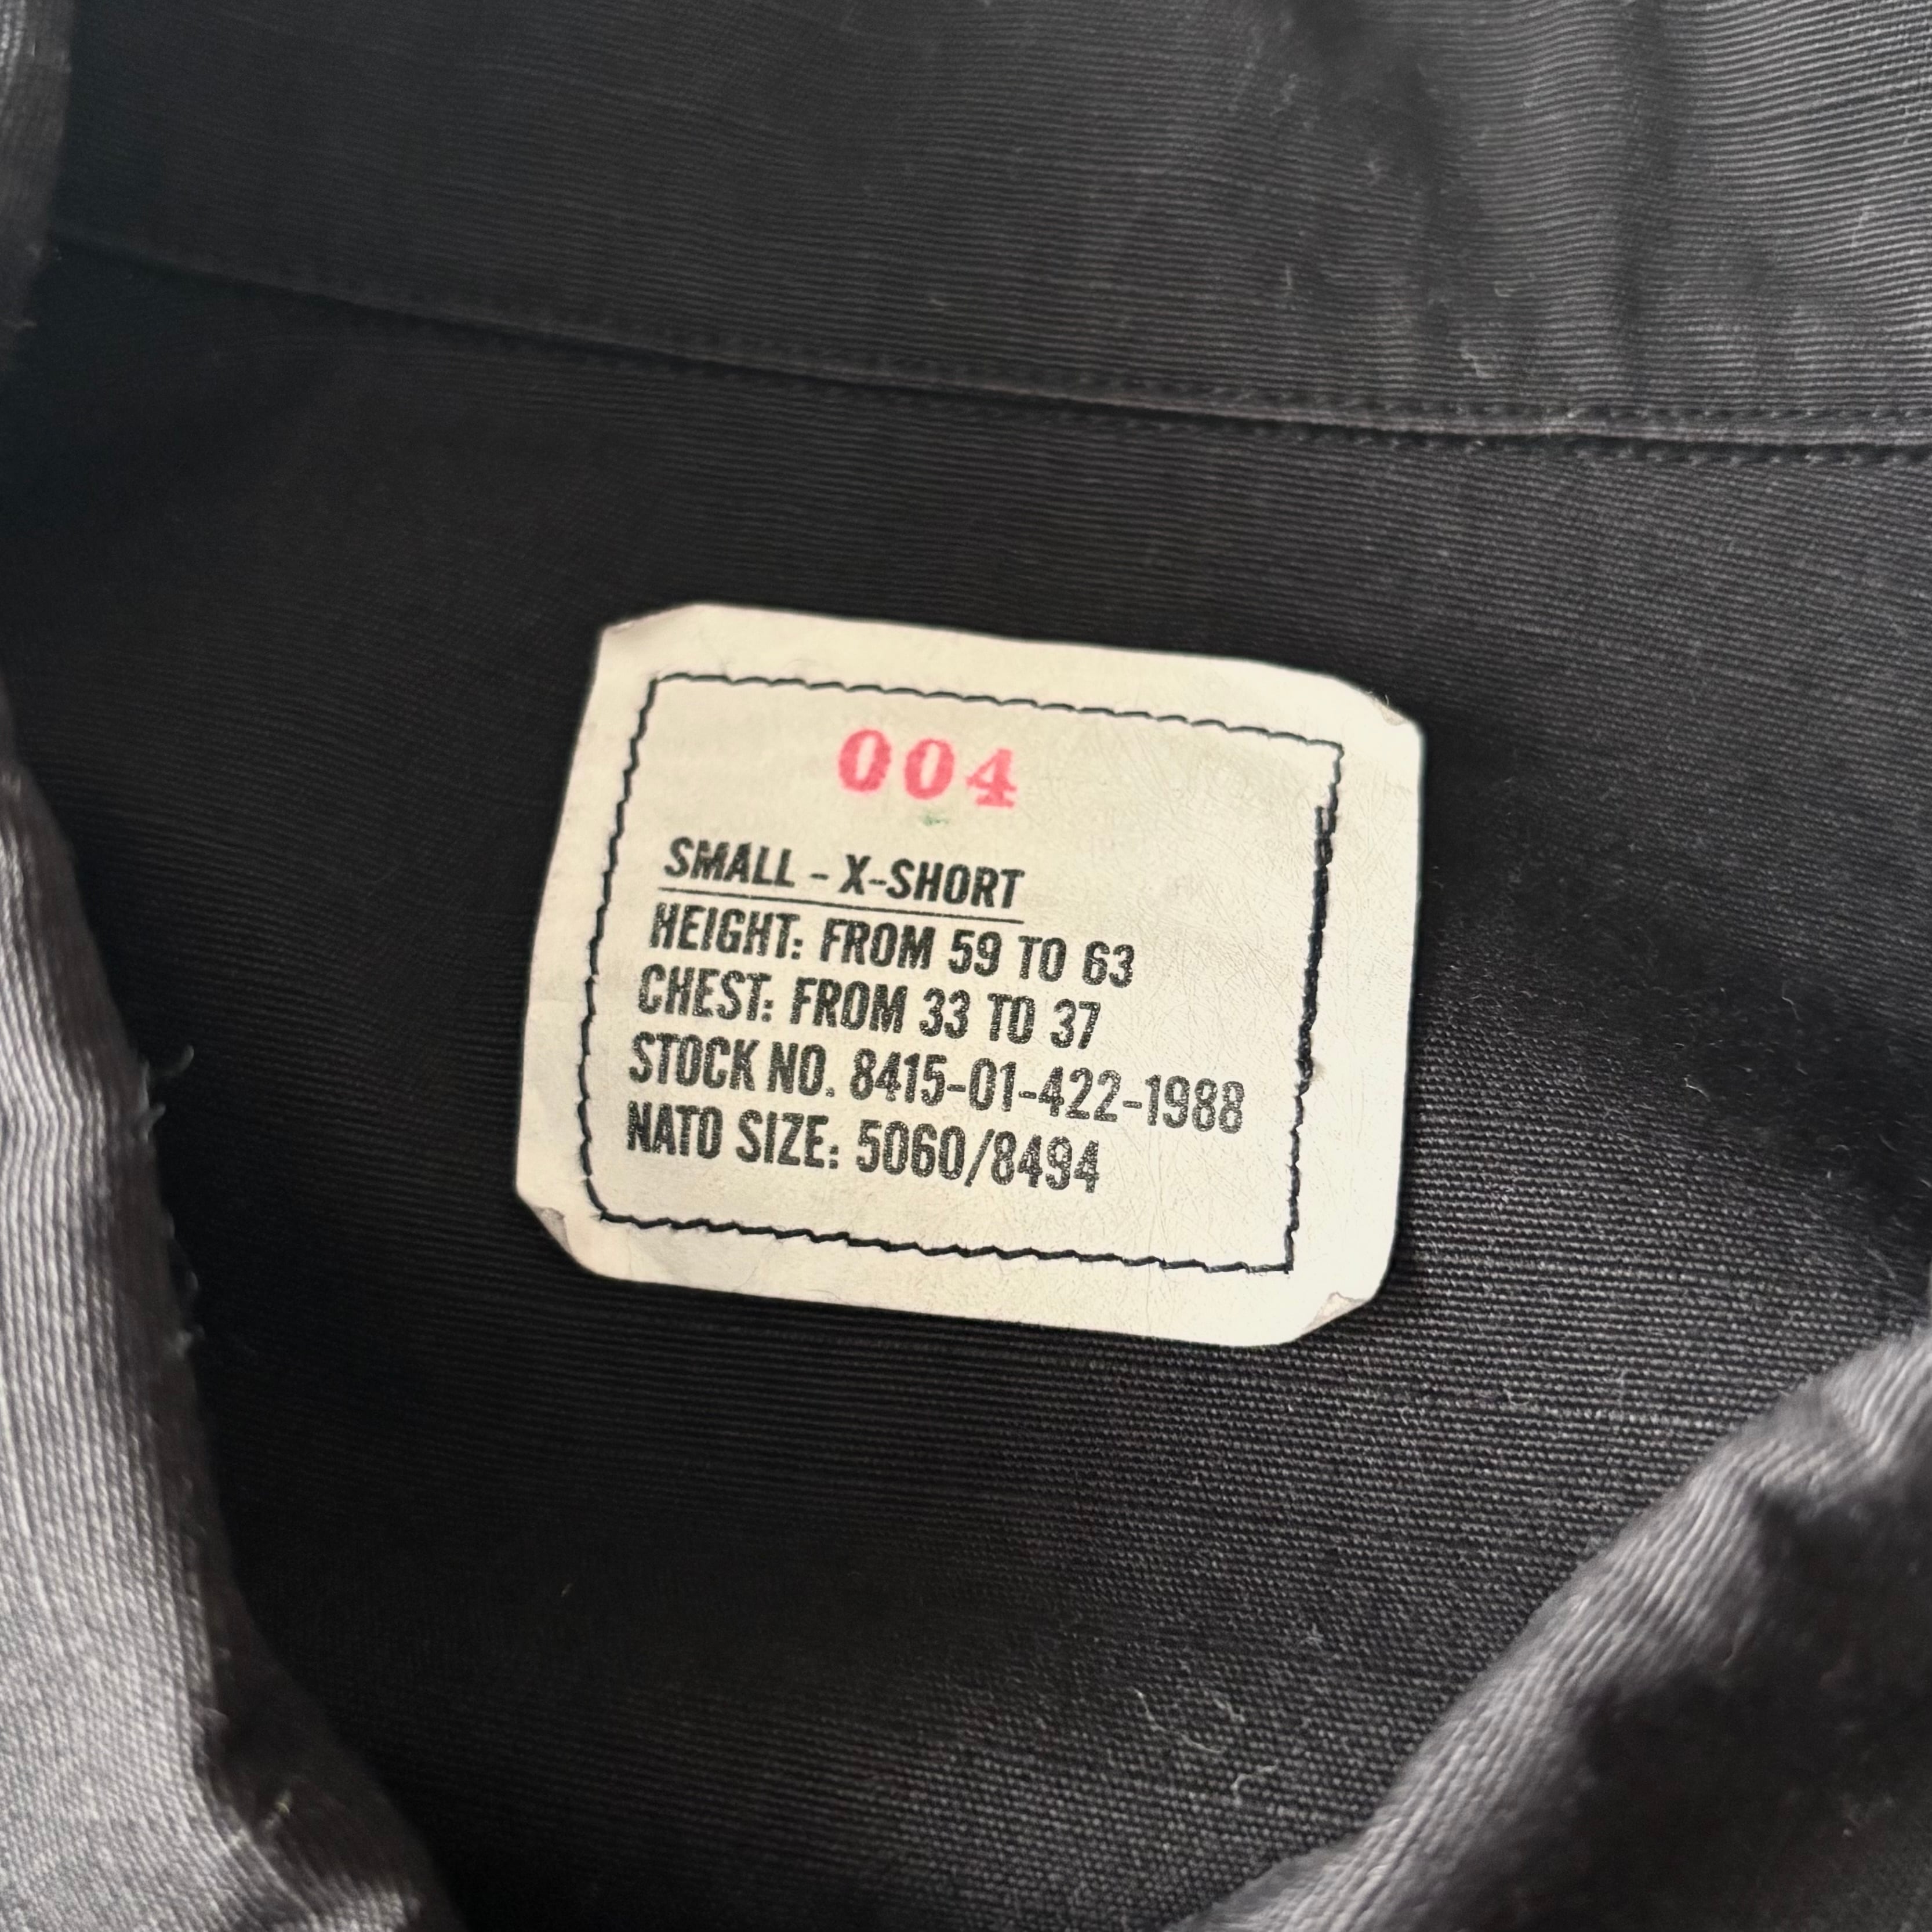 004
SMALL - X-SHORT
HEIGHT: FROM 59 TO 63
CHEST: FROM 33 TO 37
STOCK NO. 8415-01-422-1988
NATO SIZE: 5060/8494